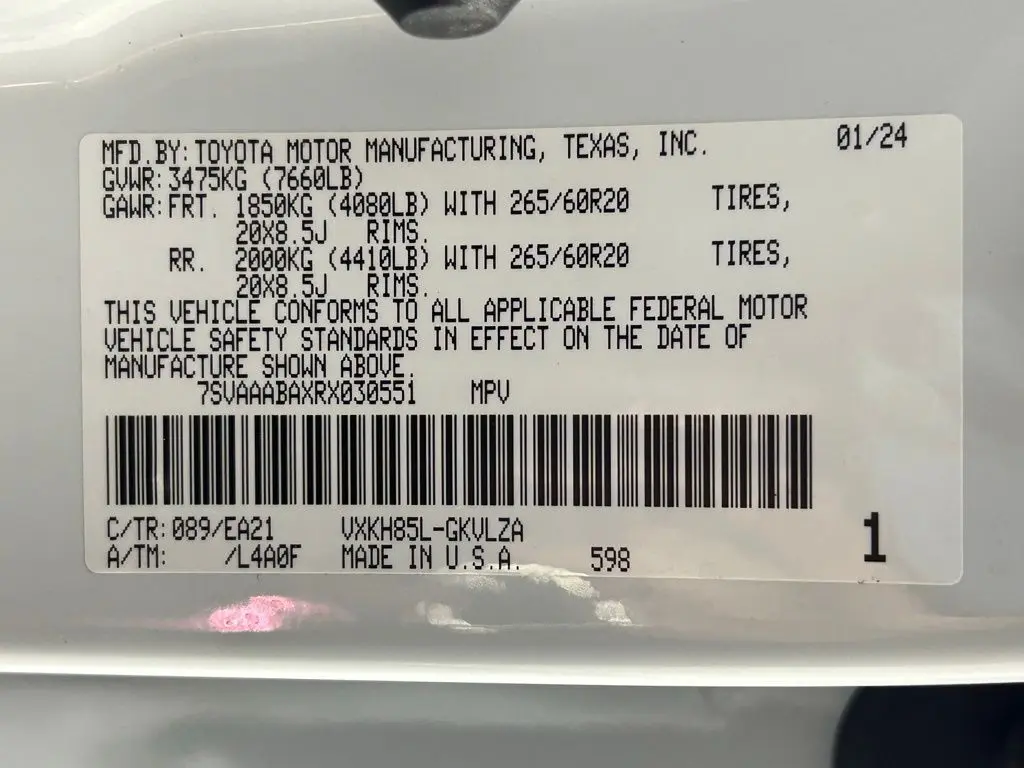 MFD.BY: TOYOTA MOTOR MANUFACTURING, TEXAS, INC. 01/24
GVWR: 3475KG (7660LB)
GAWR: FRT. 1850KG (4080LB) WITH 265/60R20 TIRES,
20X8.5J RIMS.
RR. 2000KG (4410LB) WITH 265/60R20 TIRES,
20X8.5J RIMS.
THIS VEHICLE CONFORMS TO ALL APPLICABLE FEDERAL MOTOR
VEHICLE SAFETY STANDARDS IN EFFECT ON THE DATE OF
MANUFACTURE SHOWN ABOVE.
7SVAAABAXRX030551 MPV
C/TR: 089/EA21 VXKH85L-GKVLZA
A/TM: /L4A0F MADE IN U.S.A. 598 1